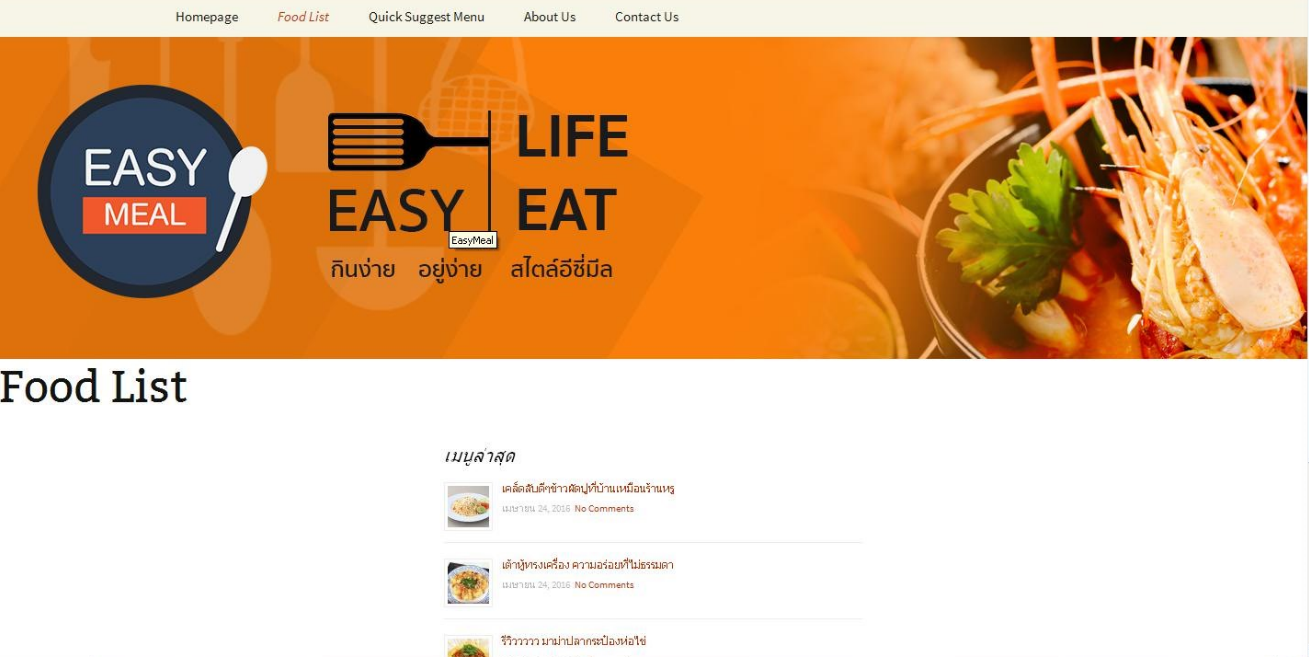 Homepage Food List Quick Suggest Menu About Us Contact Us
EASY
MEAL
LIFE
EASY EAT
EasyMeal
กินง่าย อยู่ง่าย สไตล์อีซี่มีล
Food List
เมนูล่าสุด
เคล็ดลับดีๆข้าวผัดปูที่บ้านเหมือนร้านหรู
เมษายน 24, 2016 No Comments
เต้าหู้ทรงเครื่อง ความอร่อยที่ไม่ธรรมดา
เมษายน 24, 2016 No Comments
รีวิววววว มาม่าปลากระป๋องห่อไข่